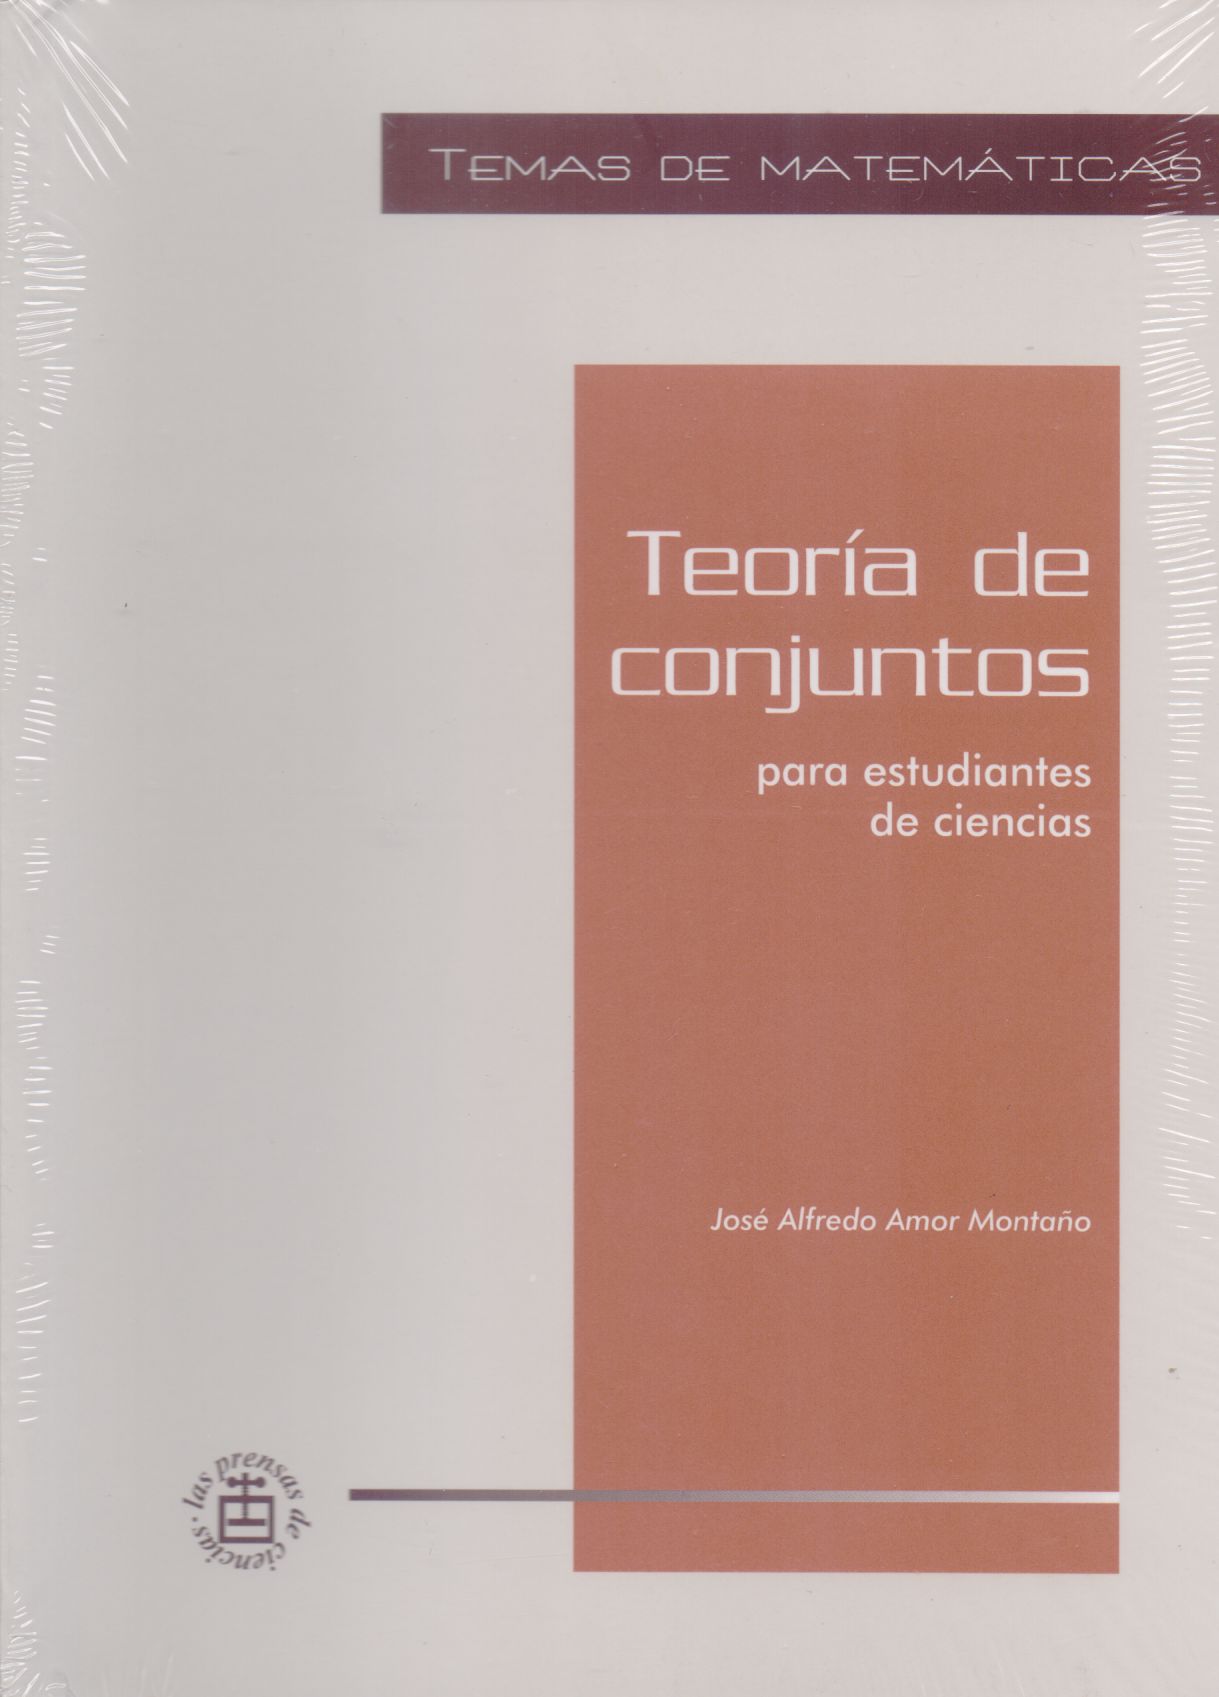 TEMAS DE MATEMÁTICAS
Teoría de
conjuntos
para estudiantes
de ciencias
José Alfredo Amor Montaño
las prensas de ciencias·